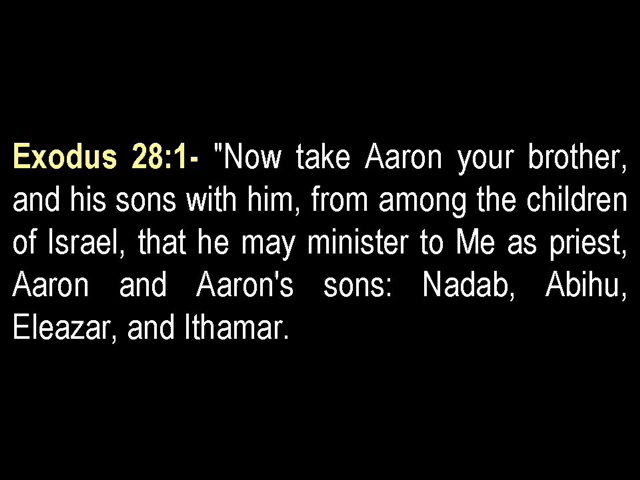 Exodus 28:1- "Now take Aaron your brother,
and his sons with him, from among the children
of Israel, that he may minister to Me as priest,
Aaron and Aaron's sons: Nadab, Abihu,
Eleazar, and Ithamar.